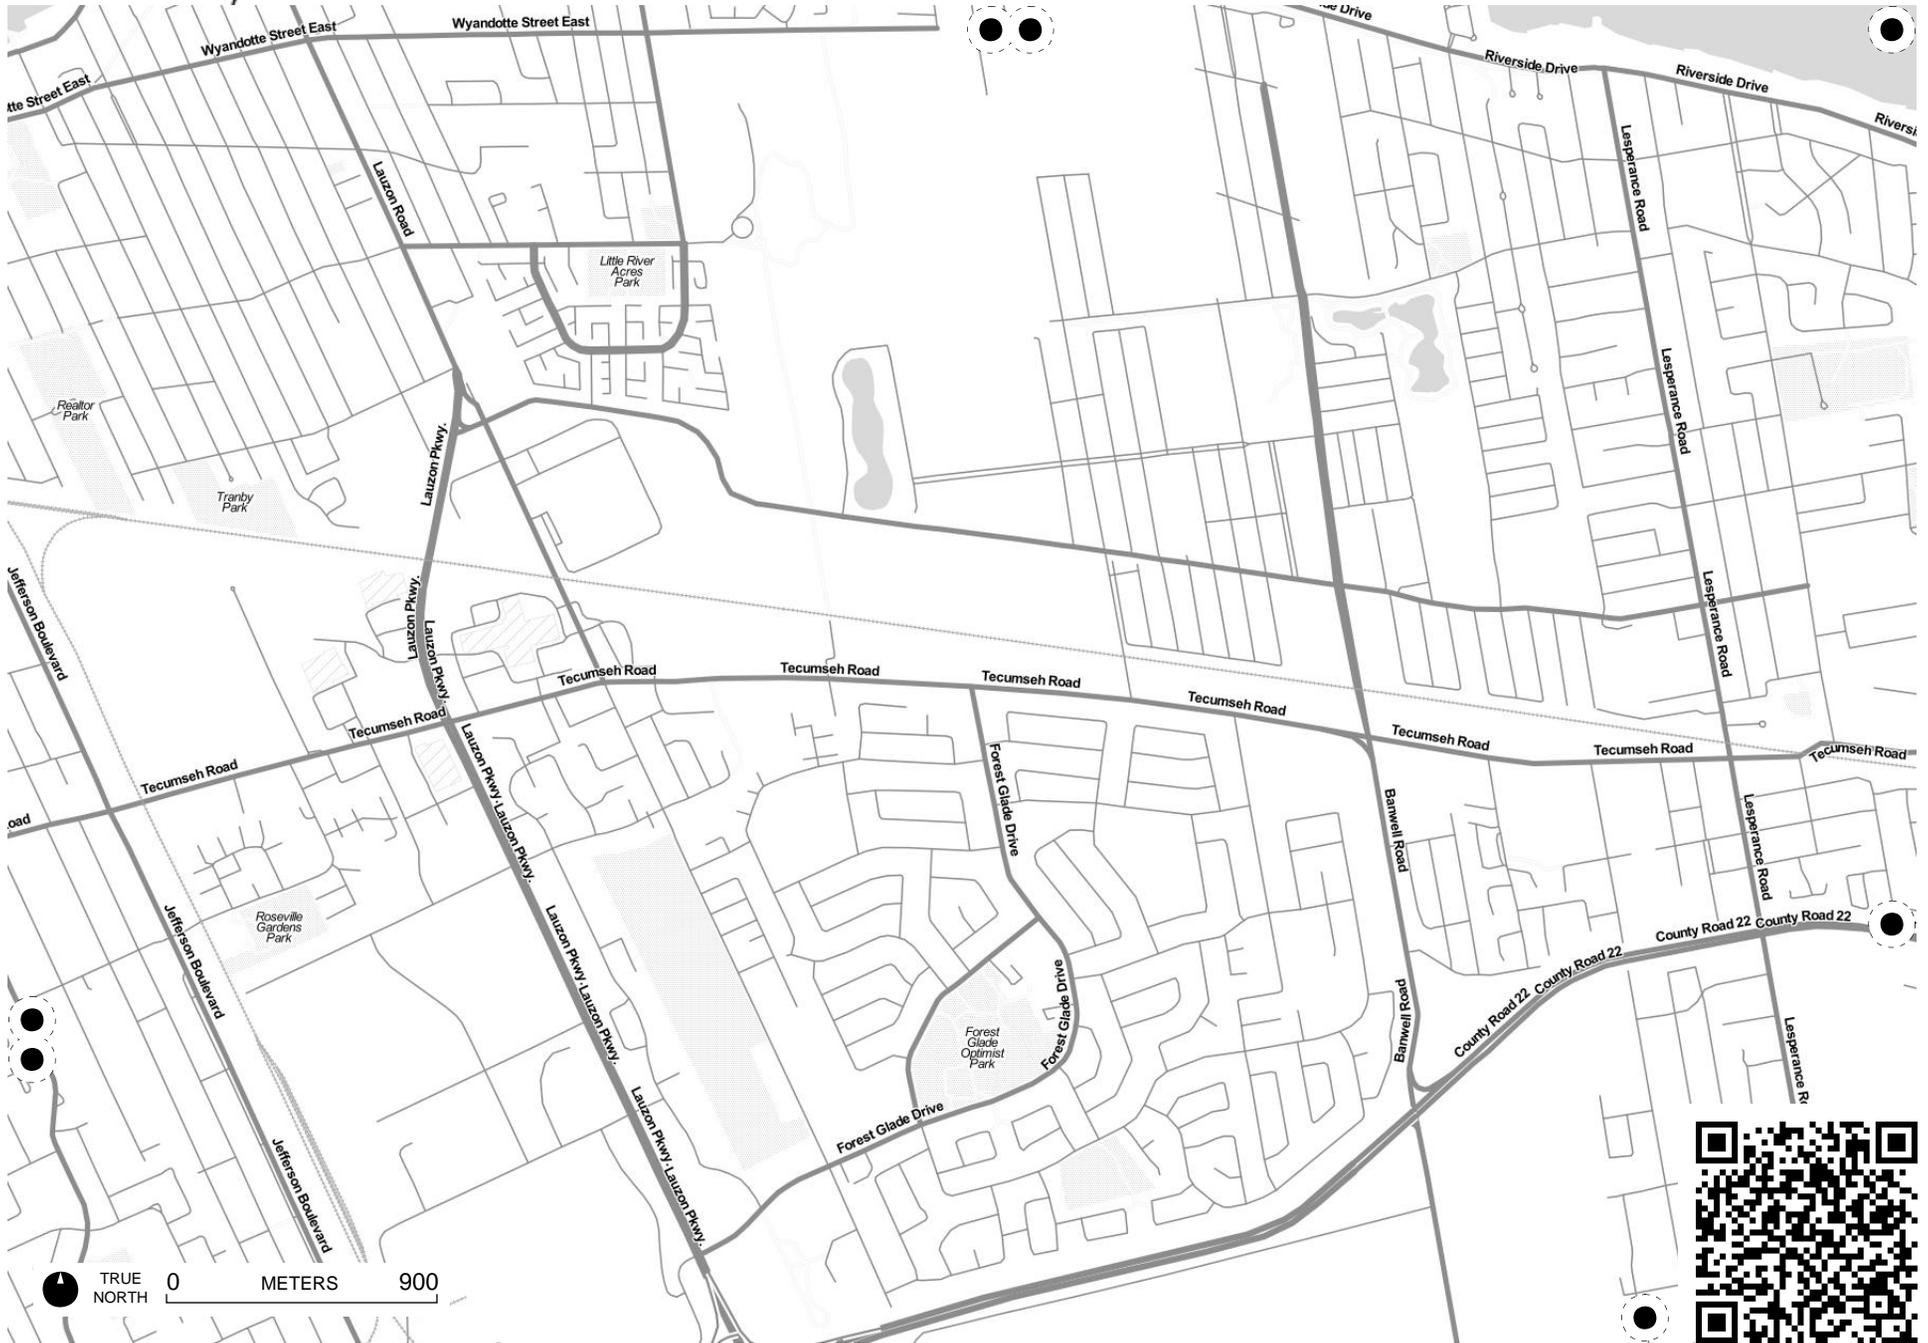 Wyandotte Street East
Wyandotte Street East
Riverside Drive
Riverside Drive
Lauzon Road
Lesperance Road
Little River
Acres
Park
Lesperance Road
Realtor
Park
Lauzon Pkwy.
Tranby
Park
Jefferson Boulevard
Lauzon Pkwy.
Lauzon Pkwy.
Lesperance Road
Tecumseh Road
Tecumseh Road
Tecumseh Road
Tecumseh Road
Tecumseh Road
Tecumseh Road
Tecumseh Road
Tecumseh Road
Tecumseh Road
Lauzon Pkwy.
Lauzon Pkwy.
Forest Glade Drive
Banwell Road
Lesperance Road
Jefferson Boulevard
Roseville
Gardens
Park
Lauzon Pkwy.
Lauzon Pkwy.
County Road 22
County Road 22
County Road 22
County Road 22
Forest Glade Drive
Banwell Road
Forest
Glade
Optimist
Park
Forest Glade Drive
Jefferson Boulevard
Lauzon Pkwy.
Lauzon Pkwy.
TRUE
NORTH
0 METERS 900